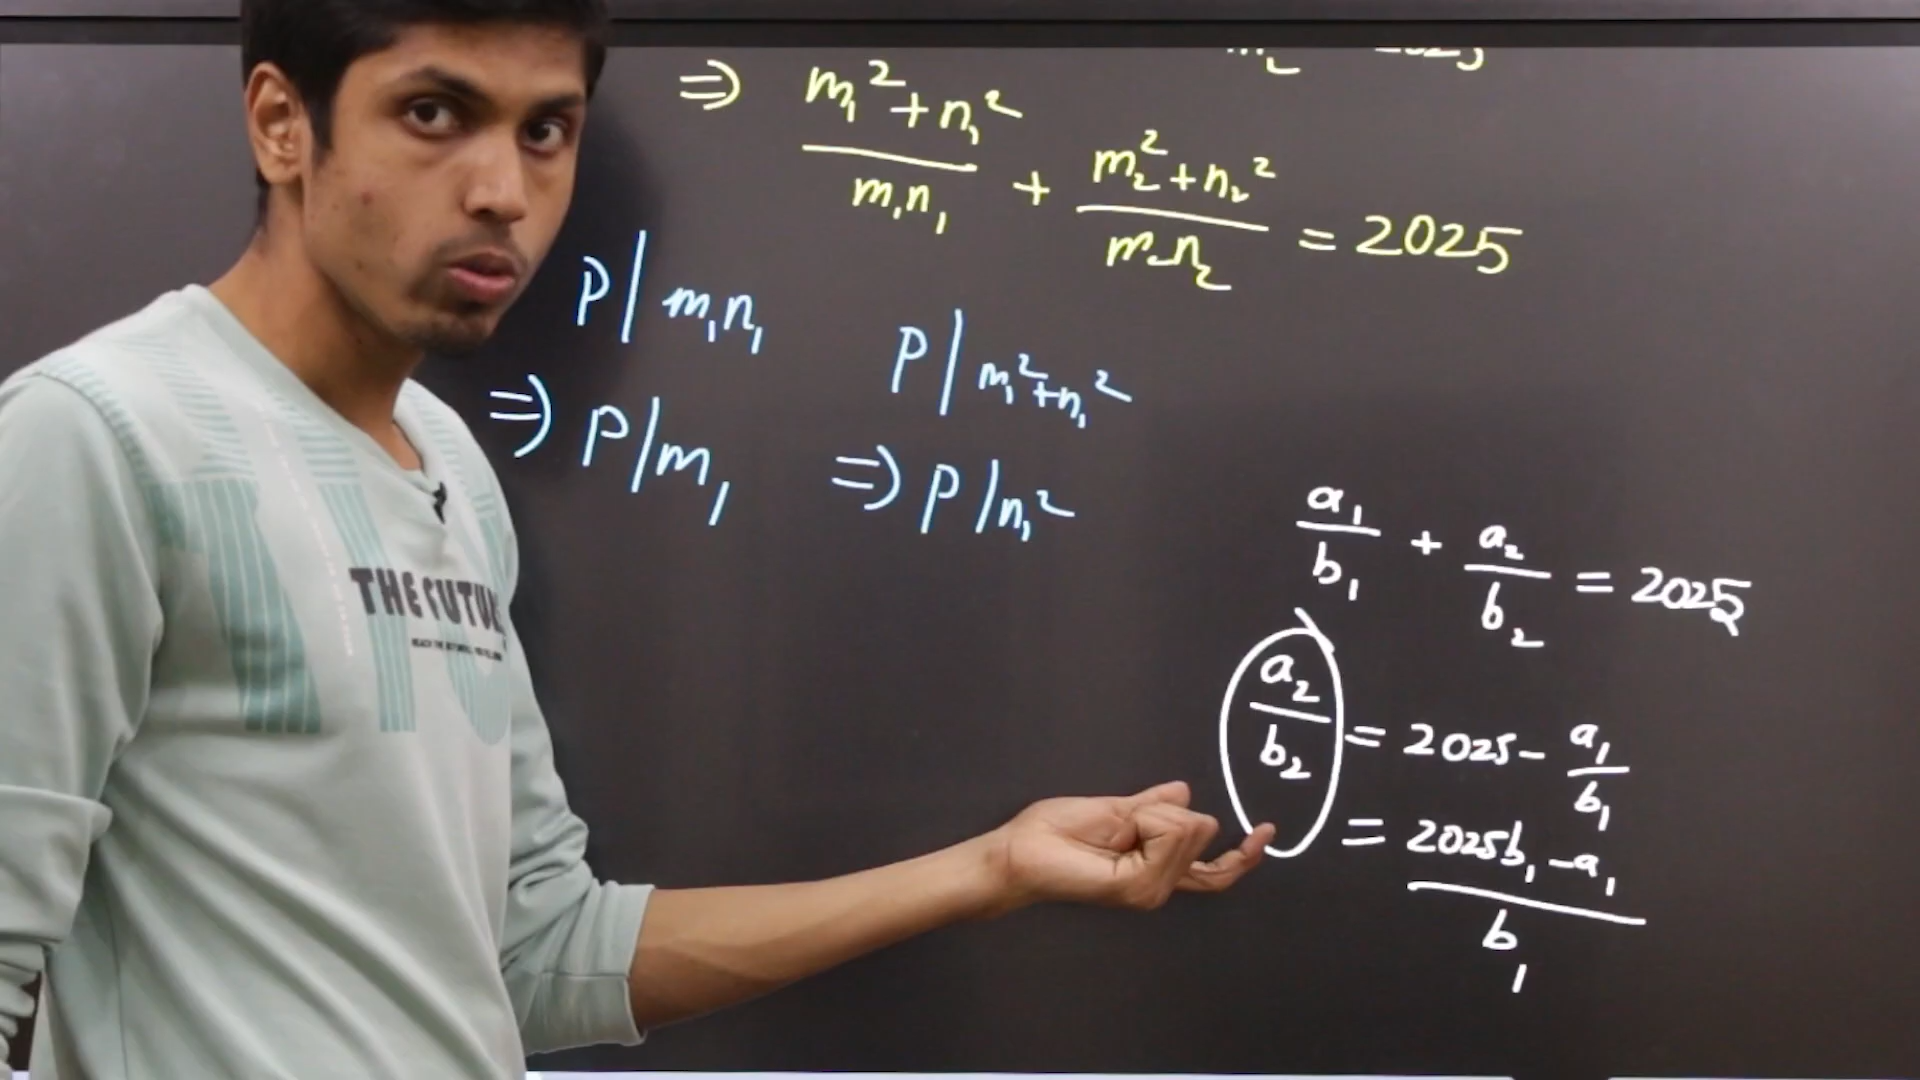 ⇒ m₁² + n₁² / m₁n₁ + m₂² + n₂² / m₂n₂ = 2025
P | m₁n₁
P | m₁² + n₁²
⇒ P | m₁
⇒ P | n₁²
a₁ / b₁ + a₂ / b₂ = 2025
a₂ / b₂ = 2025 - a₁ / b₁
= 2025b₁ - a₁ / b₁
THE FUTU